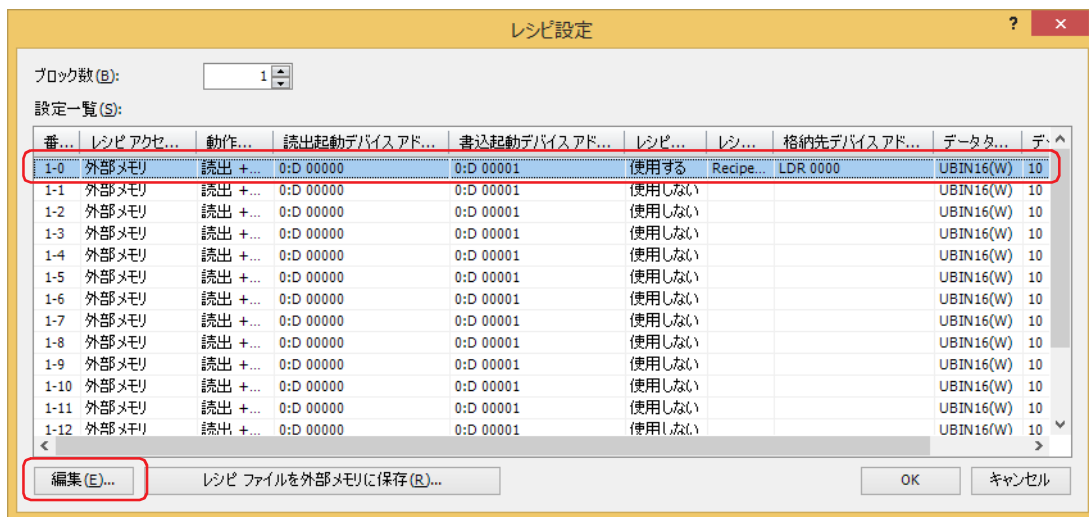 レシピ設定 ? ×
ブロック数(B): 1
設定一覧(S):
番... レシピ アクセ... 動作... 読出起動デバイス アド... 書込起動デバイス アド... レシピ... レシ... 格納先デバイス アド... データ タ... デ
1-0 外部メモリ 読出 +... 0:D 00000 0:D 00001 使用する Recipe... LDR 0000 UBIN16(W) 10
1-1 外部メモリ 読出 +... 0:D 00000 0:D 00001 使用しない UBIN16(W) 10
1-2 外部メモリ 読出 +... 0:D 00000 0:D 00001 使用しない UBIN16(W) 10
1-3 外部メモリ 読出 +... 0:D 00000 0:D 00001 使用しない UBIN16(W) 10
1-4 外部メモリ 読出 +... 0:D 00000 0:D 00001 使用しない UBIN16(W) 10
1-5 外部メモリ 読出 +... 0:D 00000 0:D 00001 使用しない UBIN16(W) 10
1-6 外部メモリ 読出 +... 0:D 00000 0:D 00001 使用しない UBIN16(W) 10
1-7 外部メモリ 読出 +... 0:D 00000 0:D 00001 使用しない UBIN16(W) 10
1-8 外部メモリ 読出 +... 0:D 00000 0:D 00001 使用しない UBIN16(W) 10
1-9 外部メモリ 読出 +... 0:D 00000 0:D 00001 使用しない UBIN16(W) 10
1-10 外部メモリ 読出 +... 0:D 00000 0:D 00001 使用しない UBIN16(W) 10
1-11 外部メモリ 読出 +... 0:D 00000 0:D 00001 使用しない UBIN16(W) 10
1-12 外部メモリ 読出 +... 0:D 00000 0:D 00001 使用しない UBIN16(W) 10
編集(E)... レシピ ファイルを外部メモリに保存(R)... OK キャンセル